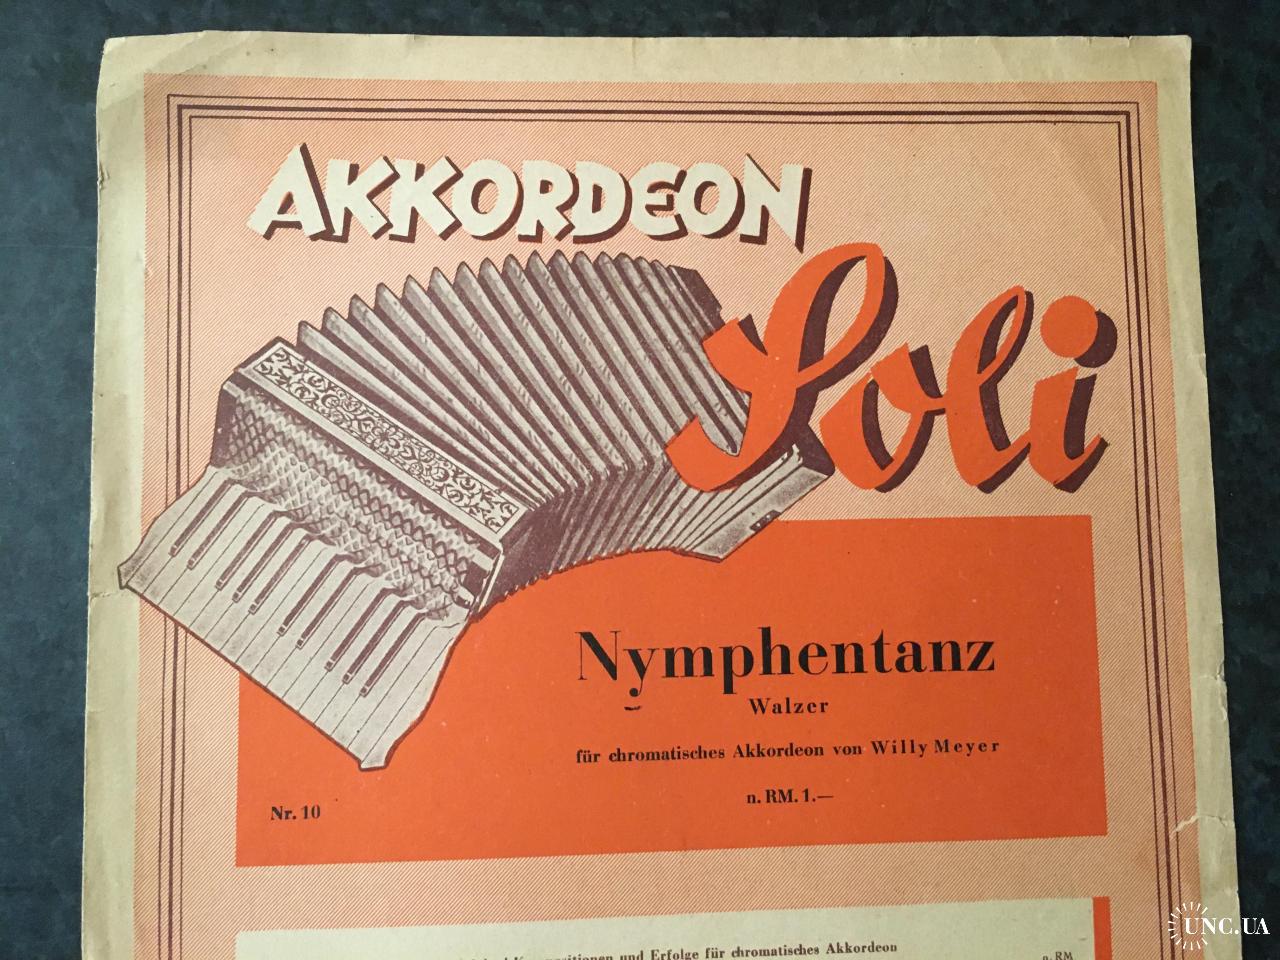 AKKORDEON
Soli
Nymphentanz
Walzer
für chromatisches Akkordeon von Willy Meyer
n. RM. 1.—
Nr. 10
und Erfolge für chromatisches Akkordeon
n. RM
UNC.UA